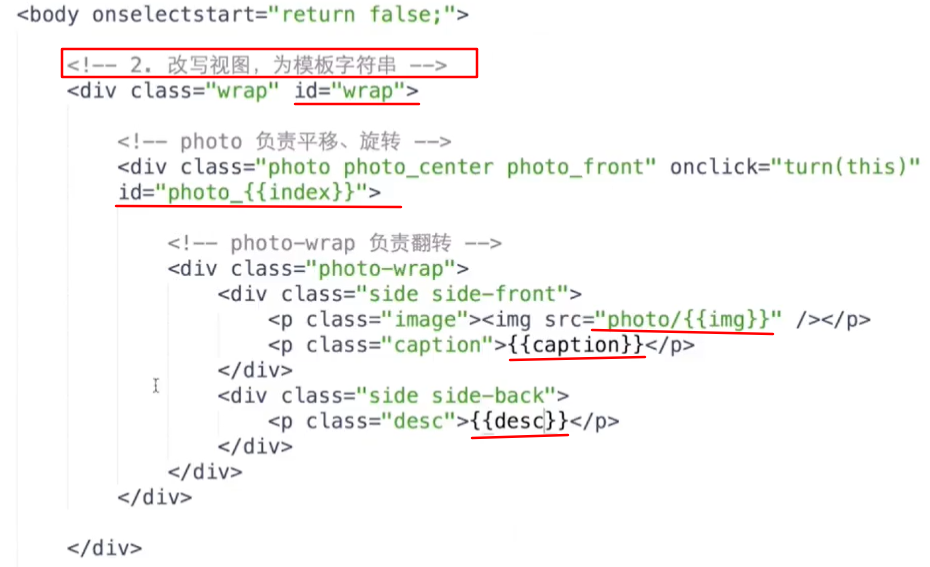 <body onselectstart="return false;">
<!-- 2. 改写视图，为模板字符串 -->
<div class="wrap" id="wrap">
<!-- photo 负责平移、旋转 -->
<div class="photo photo_center photo_front" onclick="turn(this)"
id="photo_{{index}}">
<!-- photo-wrap 负责翻转 -->
<div class="photo-wrap">
<div class="side side-front">
<p class="image"><img src="photo/{{img}}" /></p>
<p class="caption">{{caption}}</p>
</div>
<div class="side side-back">
<p class="desc">{{desc}}</p>
</div>
</div>
</div>
</div>